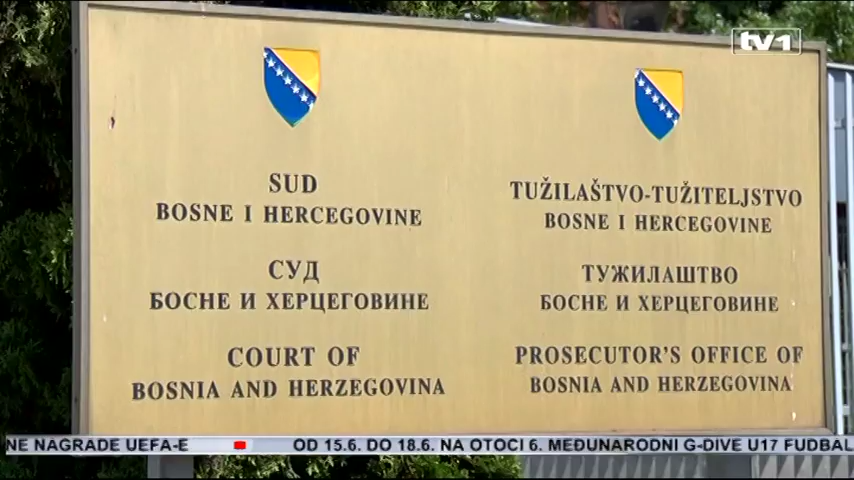 tv1
SUD
BOSNE I HERCEGOVINE
СУД
БОСНЕ И ХЕРЦЕГОВИНЕ
COURT OF
BOSNIA AND HERZEGOVINA
TUŽILAŠTVO-TUŽITELJSTVO
BOSNE I HERCEGOVINE
ТУЖИЛАШТВО
БОСНЕ И ХЕРЦЕГОВИНЕ
PROSECUTOR'S OFFICE OF
BOSNIA AND HERZEGOVINA
NE NAGRADE UEFA-E OD 15.6. DO 18.6. NA OTOCI 6. MEĐUNARODNI G-DIVE U17 FUDBAL